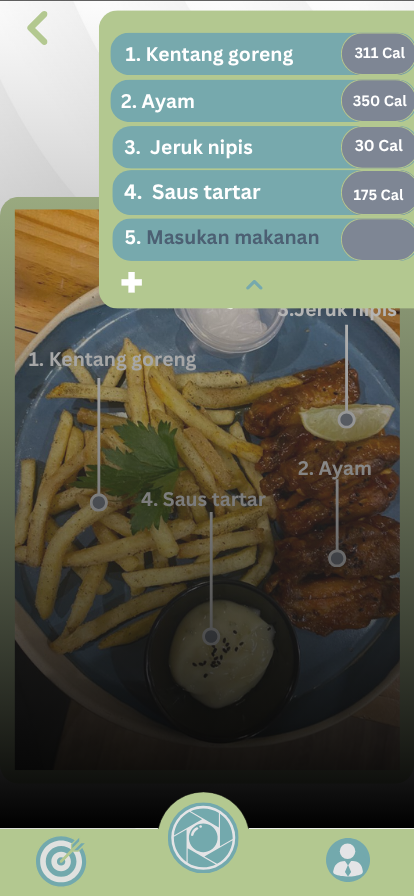 1. Kentang goreng 311 Cal
2. Ayam 350 Cal
3. Jeruk nipis 30 Cal
4. Saus tartar 175 Cal
5. Masukan makanan
3.Jeruk nipis
1. Kentang goreng
2. Ayam
4. Saus tartar